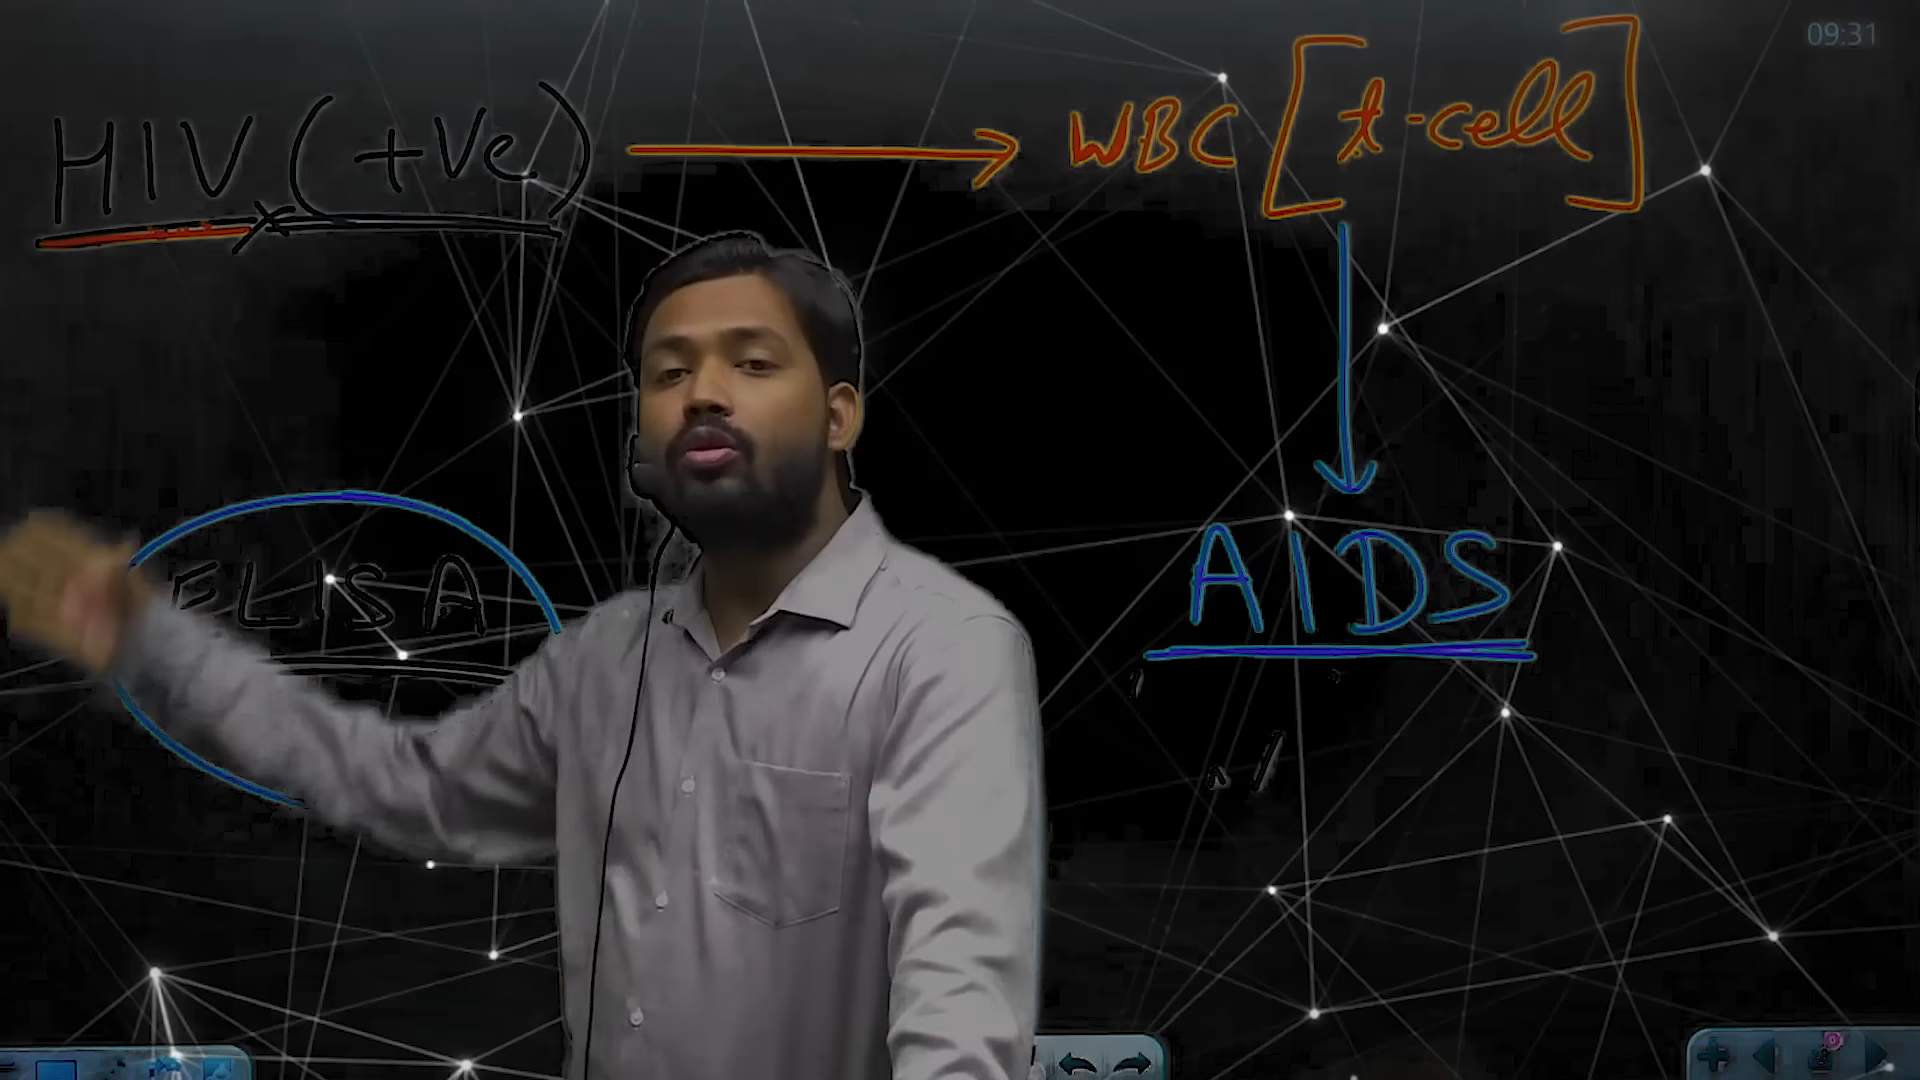 09:31
HIV (+Ve) → WBC [t-cell]
ELISA
AIDS